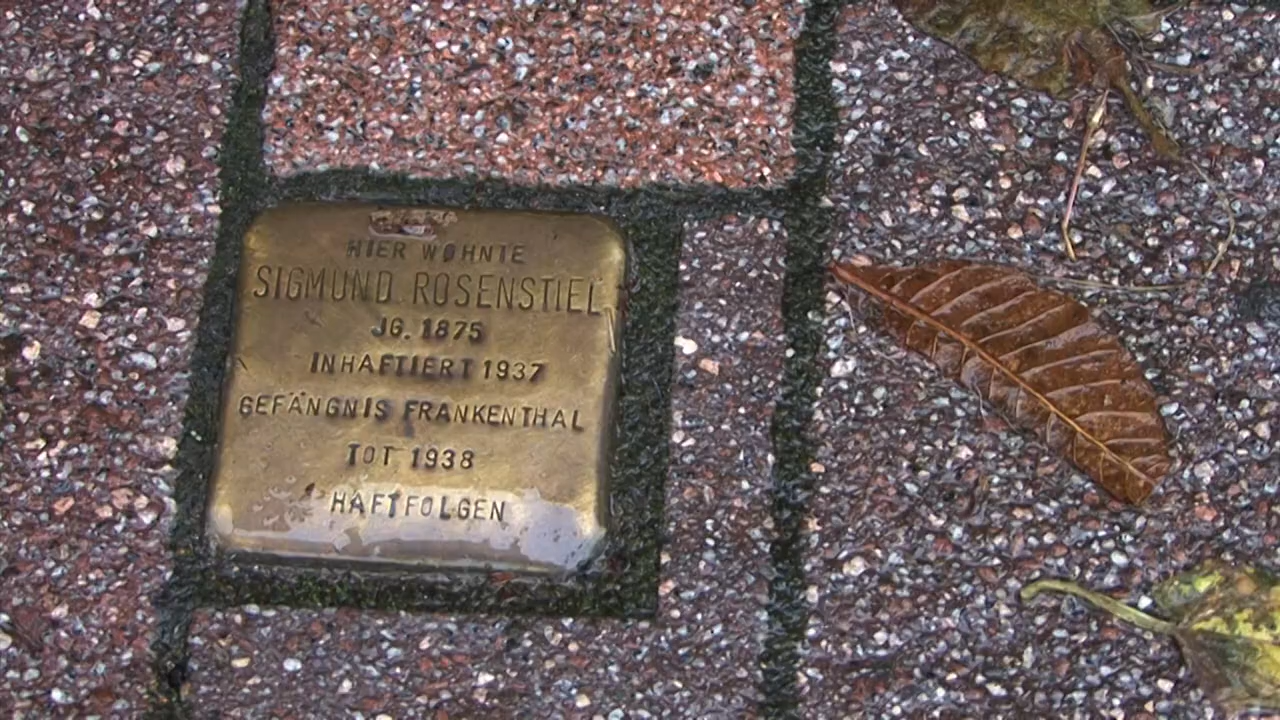 HIER WOHNTE
SIGMUND ROSENSTIEL
JG. 1875
INHAFTIERT 1937
GEFÄNGNIS FRANKENTHAL
TOT 1938
HAFTFOLGEN